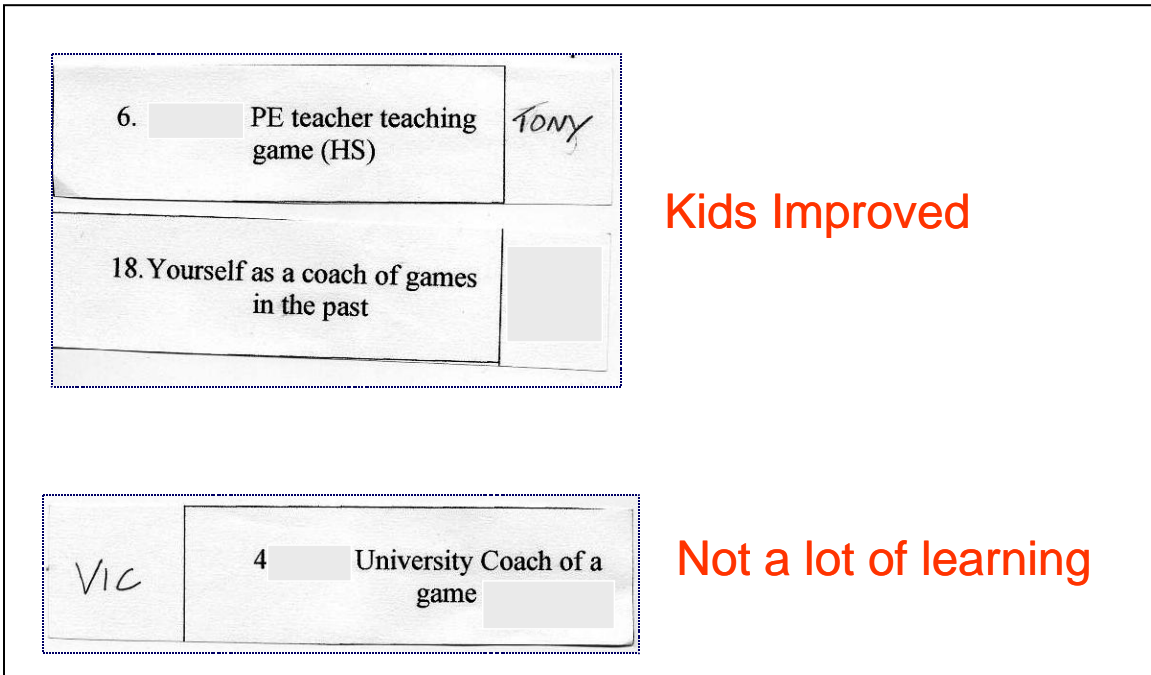 6. PE teacher teaching
game (HS)
TONY
Kids Improved
18. Yourself as a coach of games
in the past
VIC
4 University Coach of a
game
Not a lot of learning